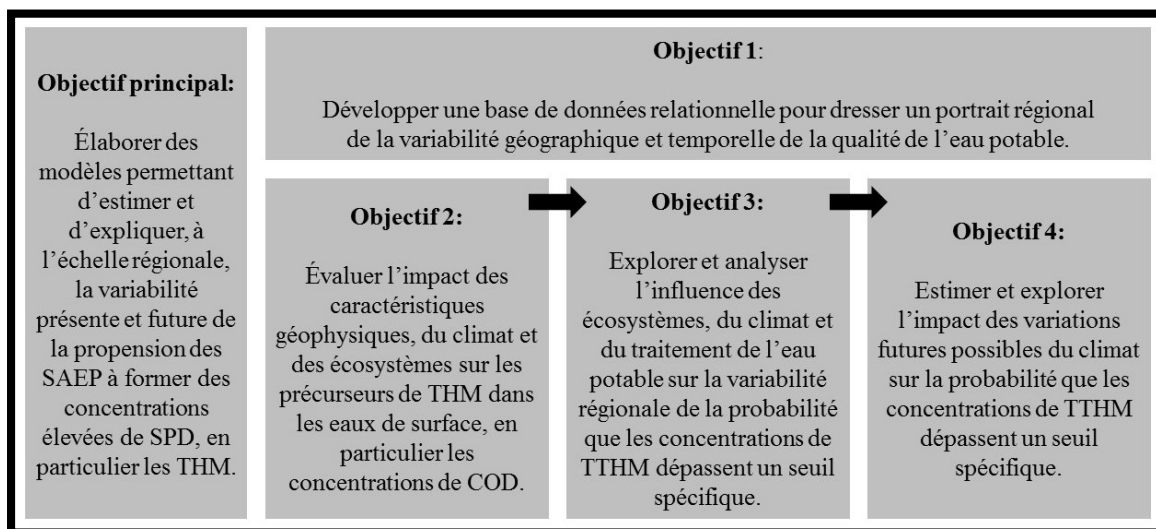 Objectif principal:
Élaborer des
modèles permettant
d'estimer et
d'expliquer, à
l'échelle régionale,
la variabilité
présente et future de
la propension des
SAEP à former des
concentrations
élevées de SPD, en
particulier les THM.
Objectif 1:
Développer une base de données relationnelle pour dresser un portrait régional
de la variabilité géographique et temporelle de la qualité de l'eau potable.
Objectif 2:
Évaluer l'impact des
caractéristiques
géophysiques, du climat et
des écosystèmes sur les
précurseurs de THM dans
les eaux de surface, en
particulier les
concentrations de COD.
Objectif 3:
Explorer et analyser
l'influence des
écosystèmes, du climat et
du traitement de l'eau
potable sur la variabilité
régionale de la probabilité
que les concentrations de
TTHM dépassent un seuil
spécifique.
Objectif 4:
Estimer et explorer
l'impact des variations
futures possibles du climat
sur la probabilité que les
concentrations de TTHM
dépassent un seuil
spécifique.